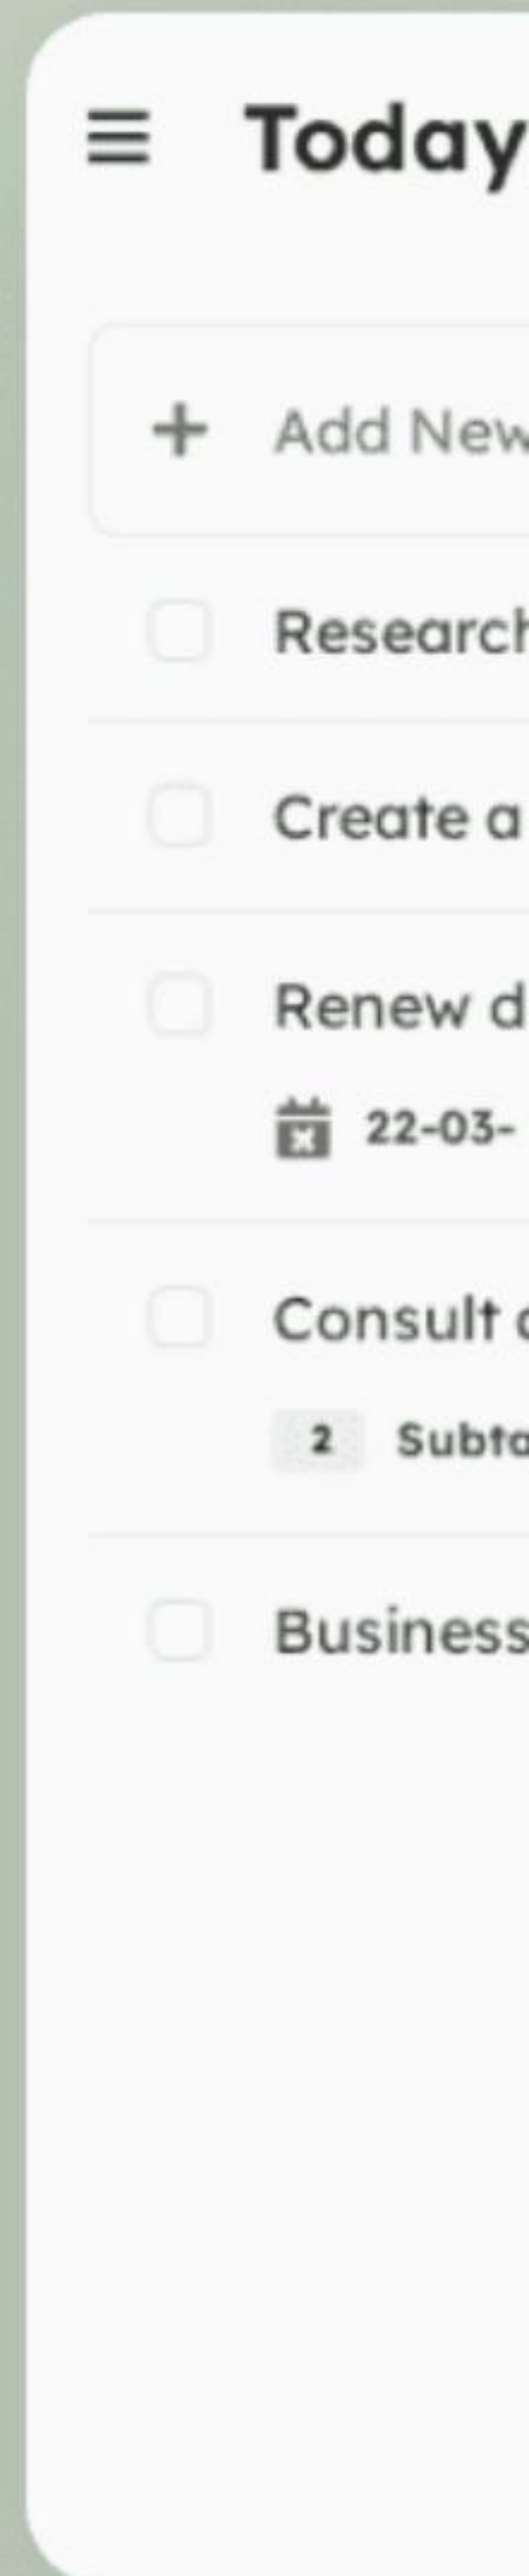 Today
Add New
Research
Create a
Renew d
22-03-
Consult
2 Subta
Business